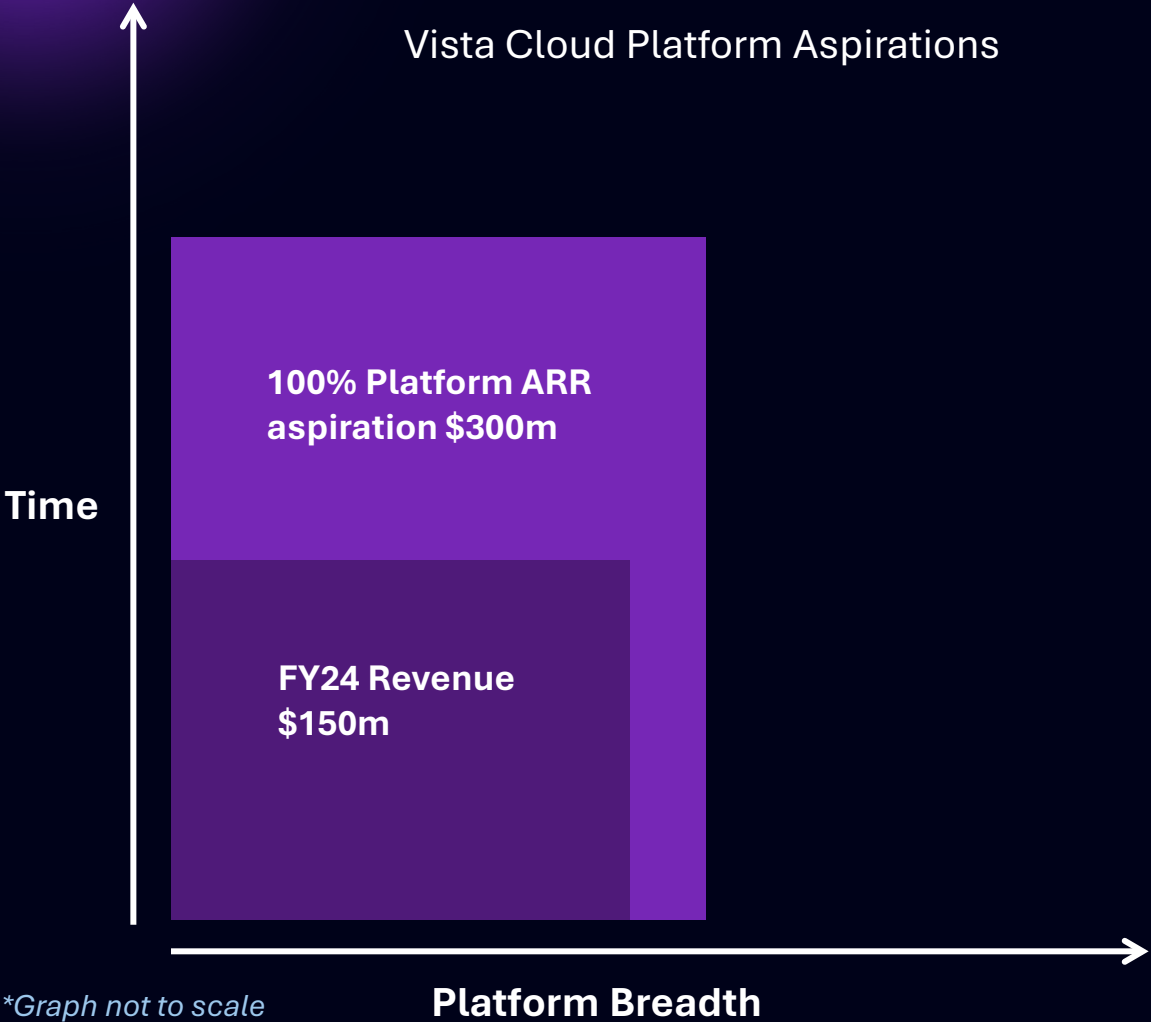 Vista Cloud Platform Aspirations
100% Platform ARR
aspiration $300m
Time
FY24 Revenue
$150m
Platform Breadth
*Graph not to scale